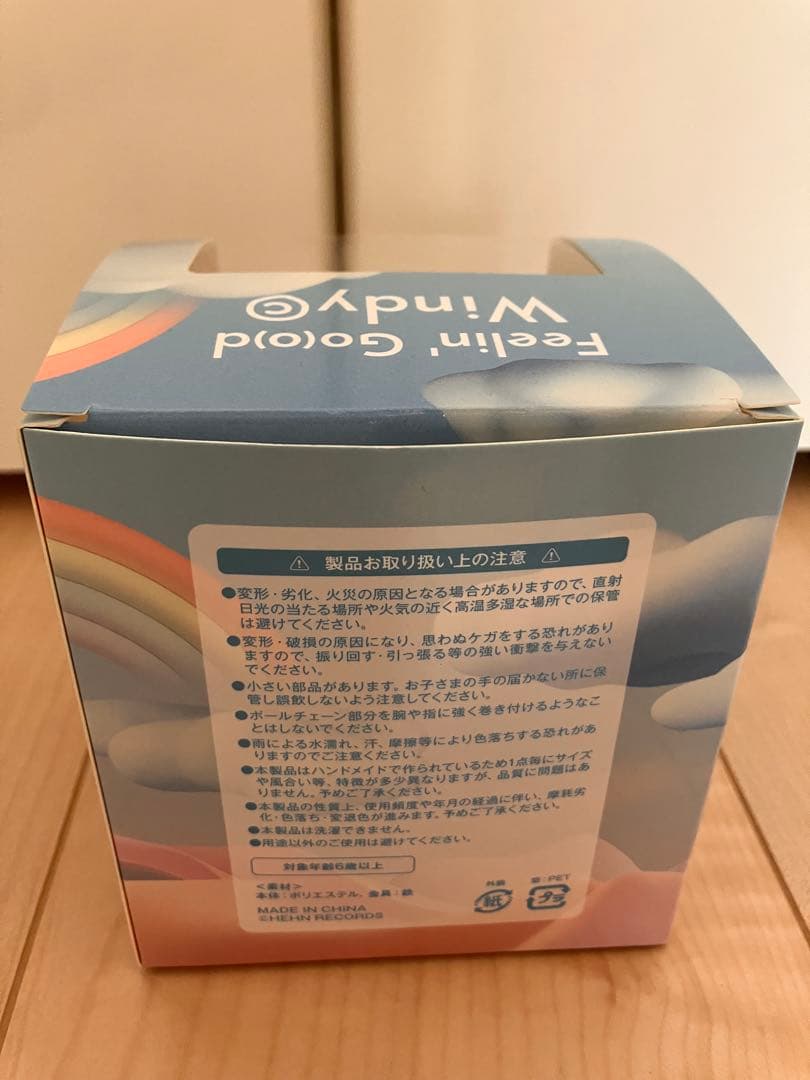 Feelin' Go(o)d
Windy©
製品お取り扱い上の注意
●変形・劣化、火災の原因となる場合がありますので、直射
日光の当たる場所や火気の近く高温多湿な場所での保管
は避けてください。
●変形・破損の原因になり、思わぬケガをする恐れがあり
ますので、振り回す・引っ張る等の強い衝撃を与えない
でください。
●小さい部品があります。お子さまの手の届かない所に保
管し誤飲しないよう注意してください。
●ボールチェーン部分を腕や指に強く巻き付けるようなこ
とはしないでください。
●雨による水濡れ、汗、摩擦等により色落ちする恐れがあ
りますのでご注意ください。
●本製品はハンドメイドで作られているため1点毎にサイズ
や風合い等、特徴が多少異なりますが、品質に問題はあ
りません。予めご了承ください。
●本製品の性質上、使用頻度や年月の経過に伴い、摩耗劣
化・色落ち・変退色が進みます。予めご了承ください。
●本製品は洗濯できません。
●用途以外のご使用は避けてください。
対象年齢6歳以上
<素材>
本体：ポリエステル、金具：鉄
MADE IN CHINA
©HEHN RECORDS
外装
紙
窓：PET
プラ